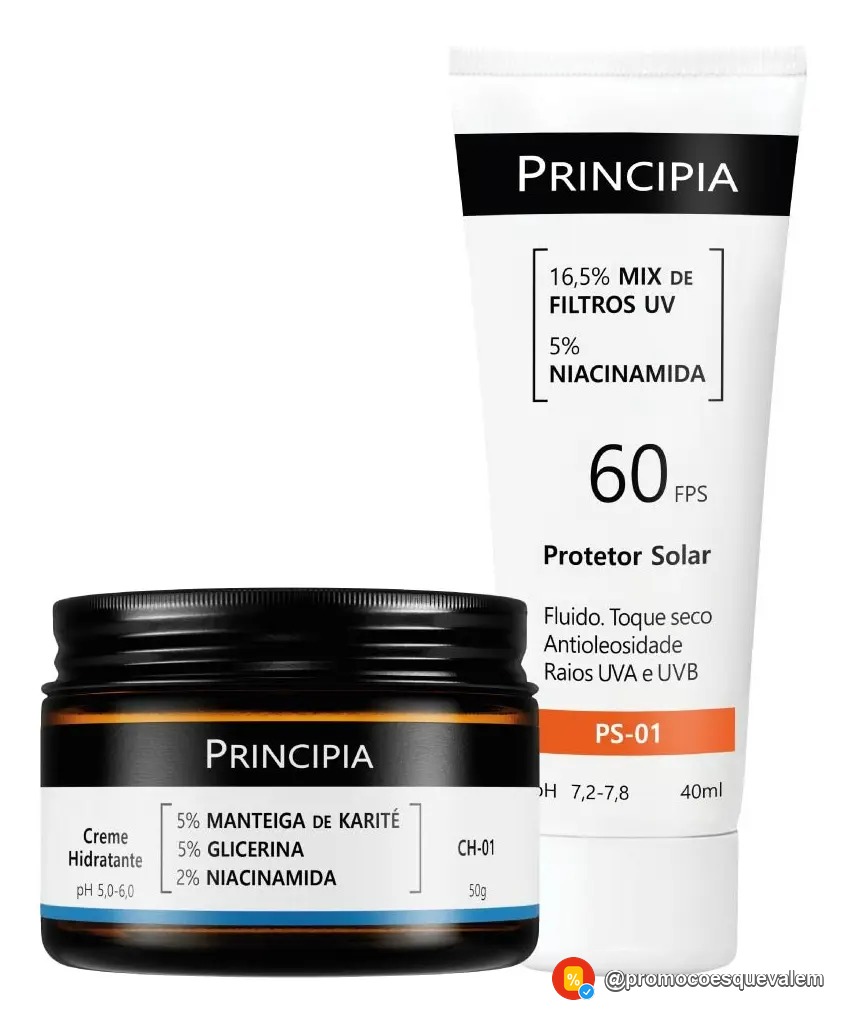 PRINCIPIA
16,5% MIX DE
FILTROS UV
5%
NIACINAMIDA
60 FPS
Protetor Solar
Fluido. Toque seco
Antioleosidade
Raios UVA e UVB
PS-01
pH 7,2-7,8 40ml
PRINCIPIA
Creme
Hidratante
pH 5,0-6,0
5% MANTEIGA DE KARITÉ
5% GLICERINA
2% NIACINAMIDA
CH-01
50g
%
@promocoesquevalem